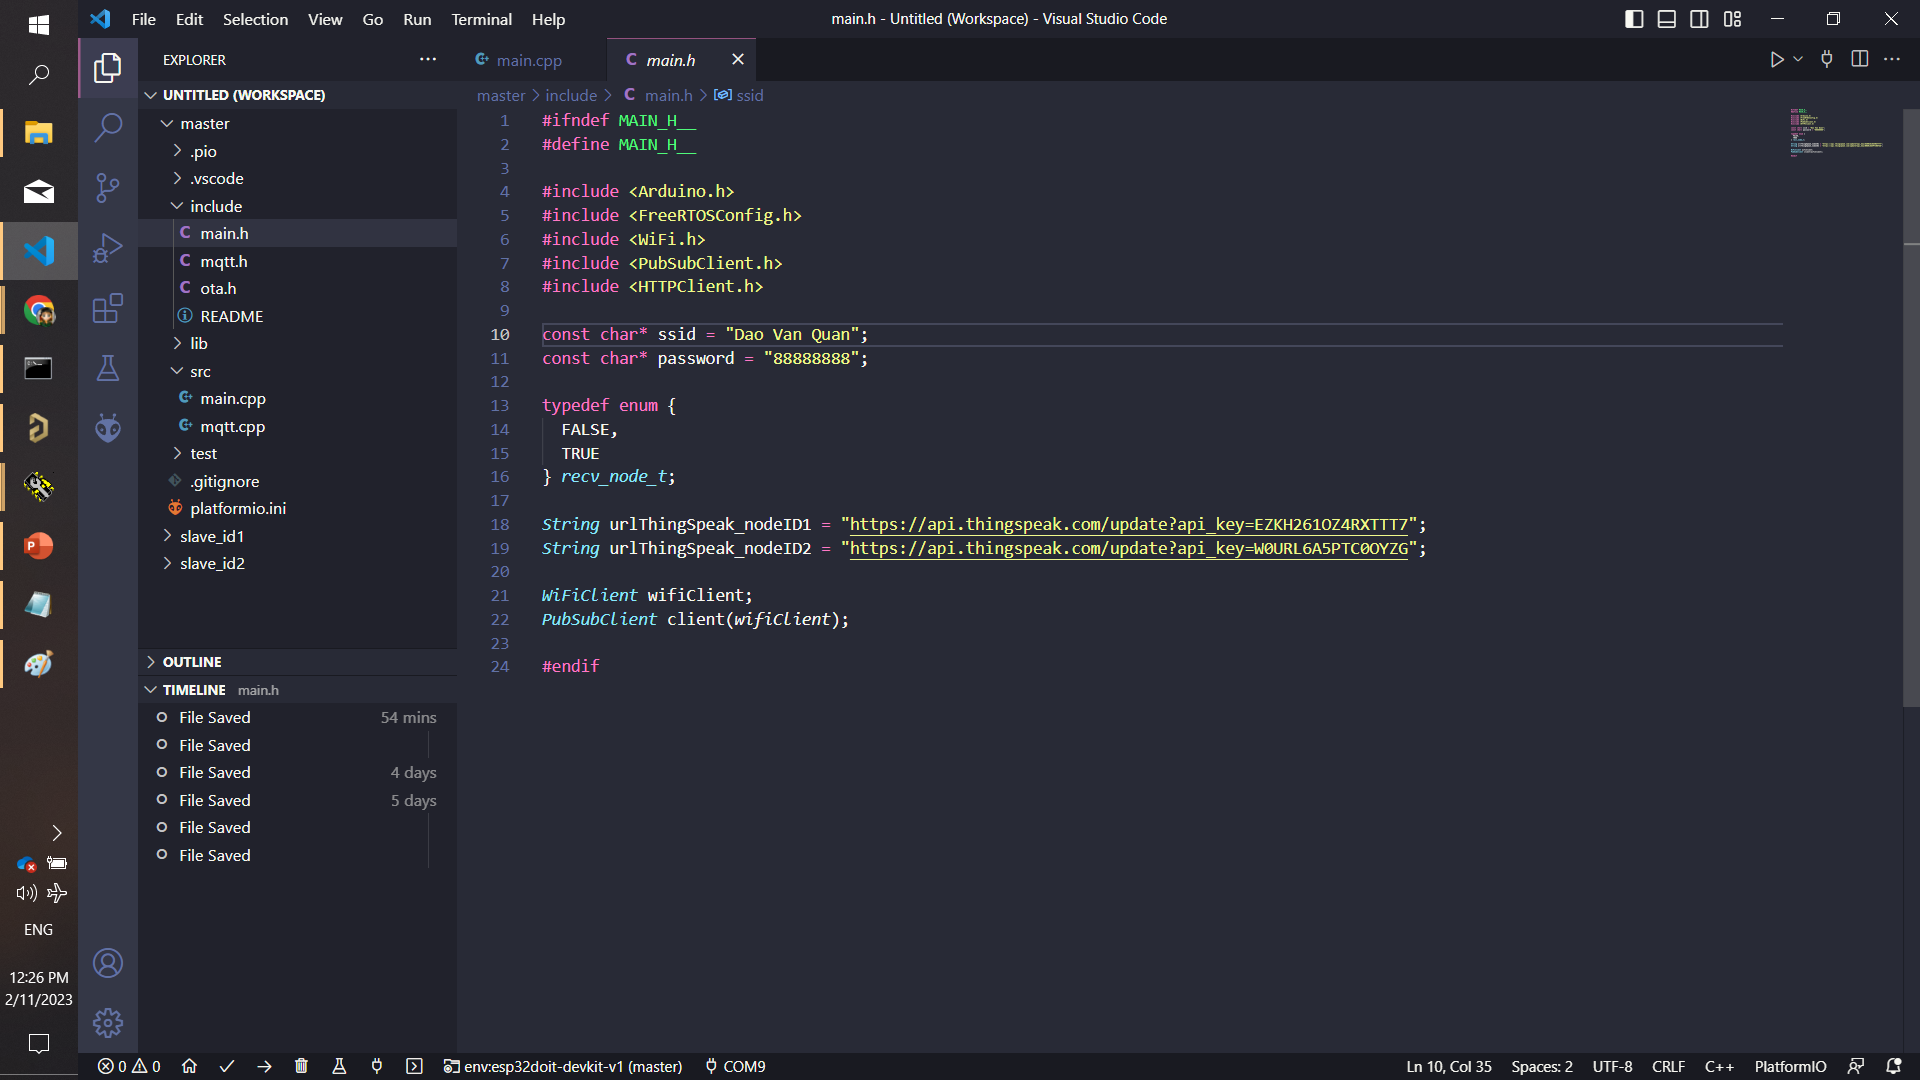 File Edit Selection View Go Run Terminal Help
main.h - Untitled (Workspace) - Visual Studio Code
EXPLORER
main.cpp
main.h
UNTITLED (WORKSPACE)
master > include > C main.h > ssid
master
.pio
.vscode
include
C main.h
C mqtt.h
C ota.h
README
lib
src
main.cpp
mqtt.cpp
test
.gitignore
platformio.ini
slave_id1
slave_id2
OUTLINE
TIMELINE main.h
File Saved 54 mins
File Saved
File Saved 4 days
File Saved 5 days
File Saved
File Saved
1 #ifndef MAIN_H__
2 #define MAIN_H__
3
4 #include <Arduino.h>
5 #include <FreeRTOSConfig.h>
6 #include <WiFi.h>
7 #include <PubSubClient.h>
8 #include <HTTPClient.h>
9
10 const char* ssid = "Dao Van Quan";
11 const char* password = "88888888";
12
13 typedef enum {
14 FALSE,
15 TRUE
16 } recv_node_t;
17
18 String urlThingSpeak_nodeID1 = "https://api.thingspeak.com/update?api_key=EZKH261OZ4RXTTT7";
19 String urlThingSpeak_nodeID2 = "https://api.thingspeak.com/update?api_key=W0URL6A5PTC0OYZG";
20
21 WiFiClient wifiClient;
22 PubSubClient client(wifiClient);
23
24 #endif
ENG
12:26 PM
2/11/2023
0 0 env:esp32doit-devkit-v1 (master) COM9
Ln 10, Col 35 Spaces: 2 UTF-8 CRLF C++ PlatformIO